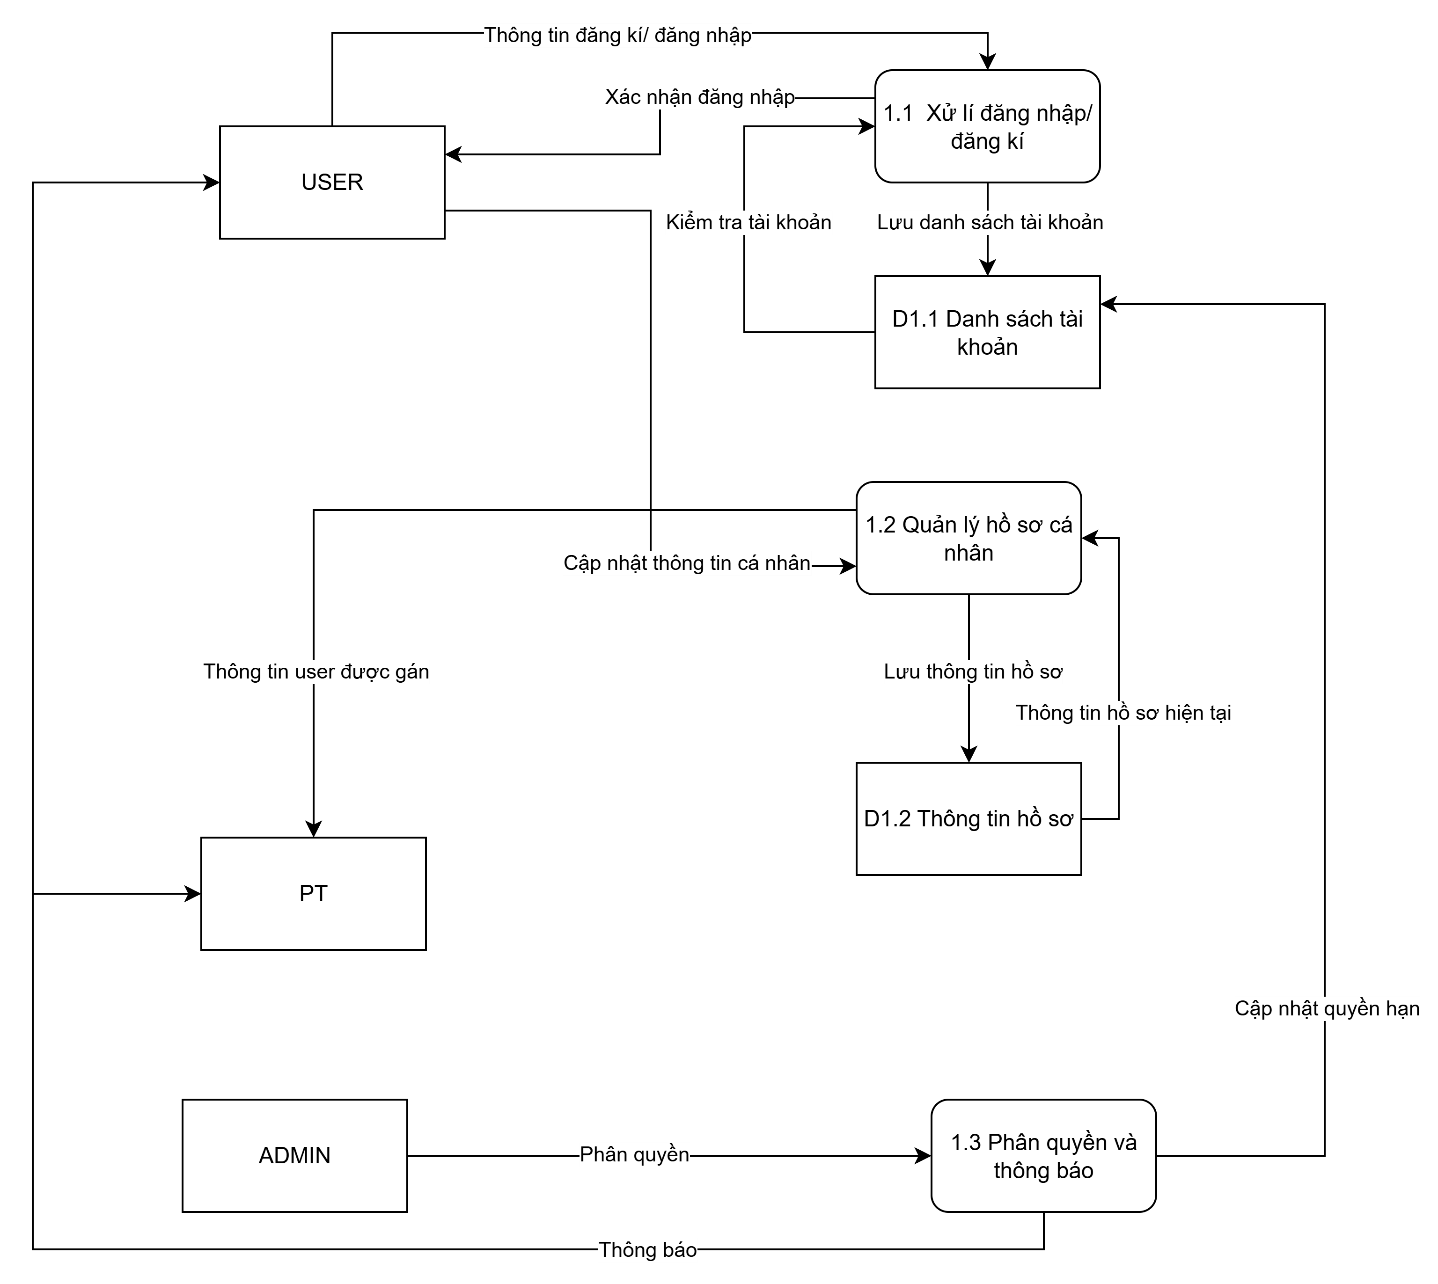 Thông tin đăng kí/ đăng nhập
Xác nhận đăng nhập
1.1 Xử lí đăng nhập/
đăng kí
USER
Kiểm tra tài khoản
Lưu danh sách tài khoản
D1.1 Danh sách tài
khoản
1.2 Quản lý hồ sơ cá
nhân
Cập nhật thông tin cá nhân
Thông tin user được gán
Lưu thông tin hồ sơ
Thông tin hồ sơ hiện tại
D1.2 Thông tin hồ sơ
PT
Cập nhật quyền hạn
ADMIN
Phân quyền
1.3 Phân quyền và
thông báo
Thông báo